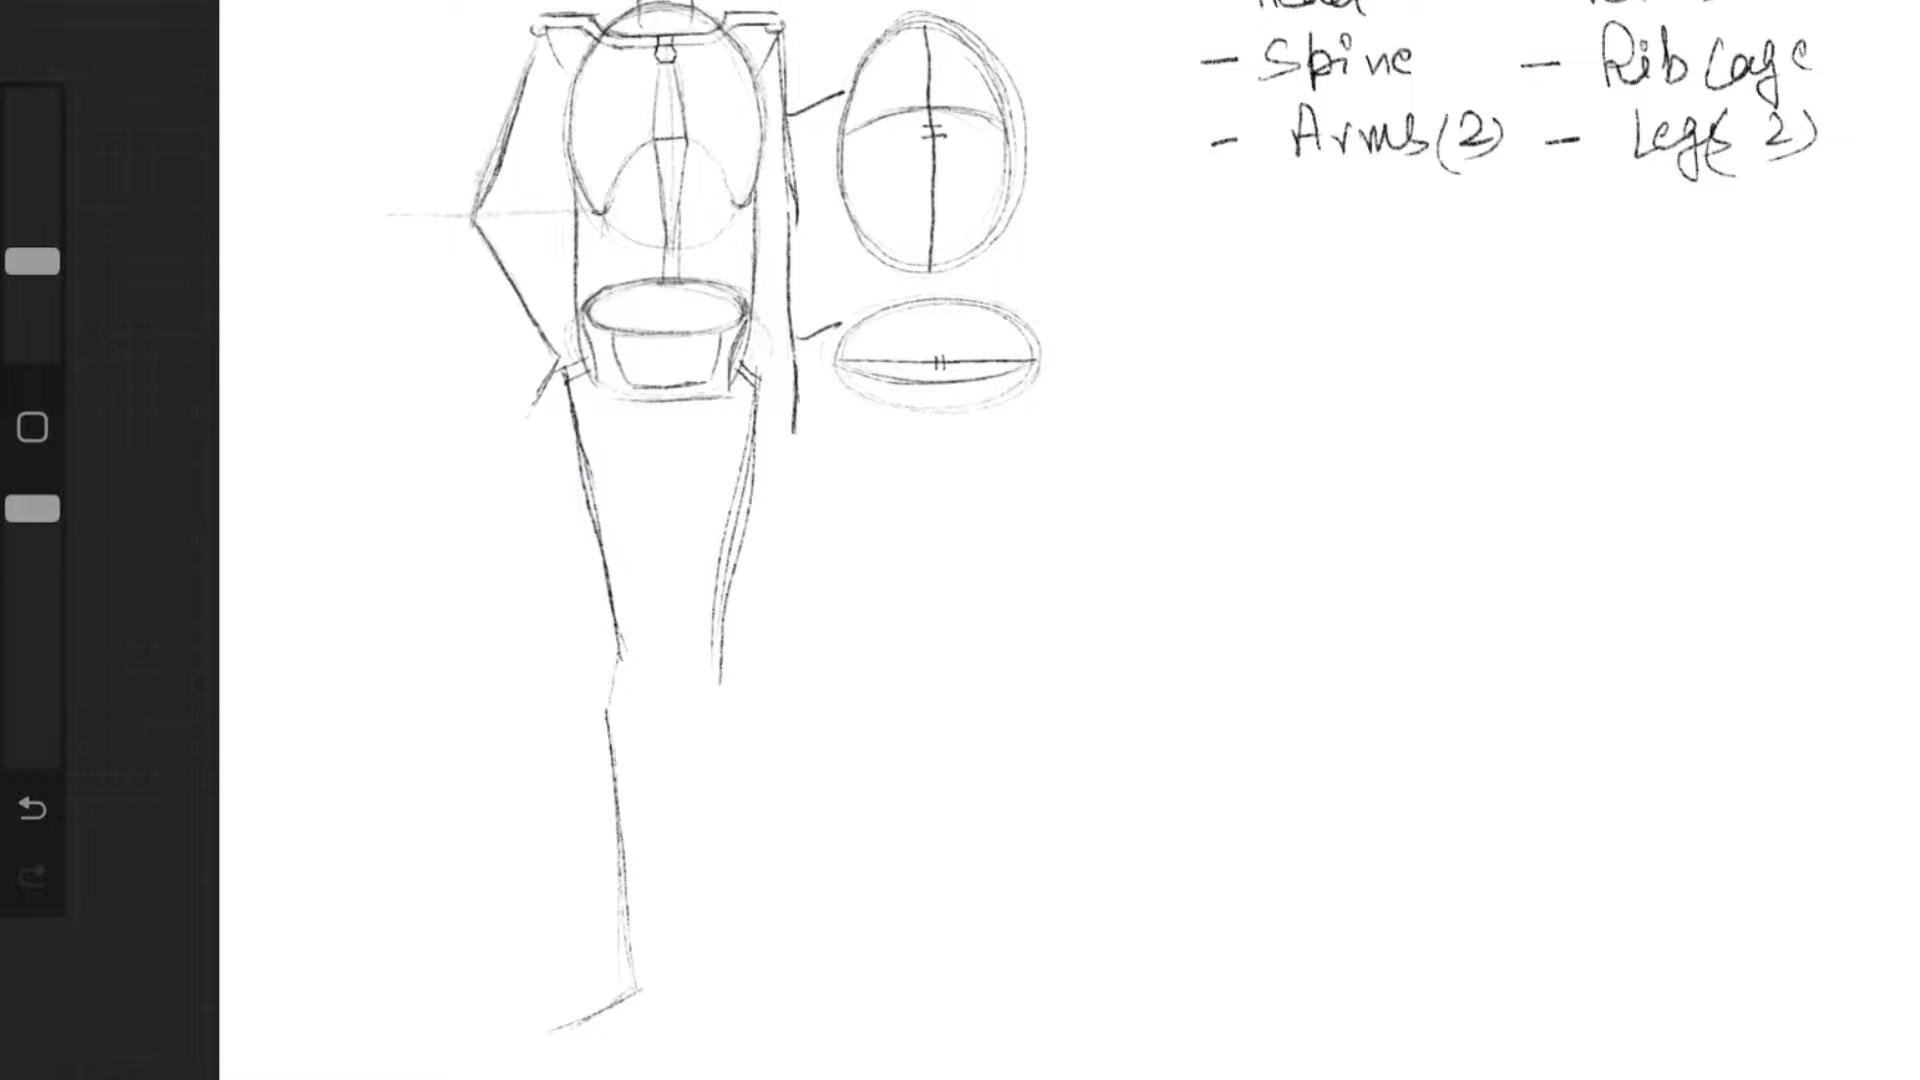 - Spine - Rib Cage
- Arms (2) - Legs (2)